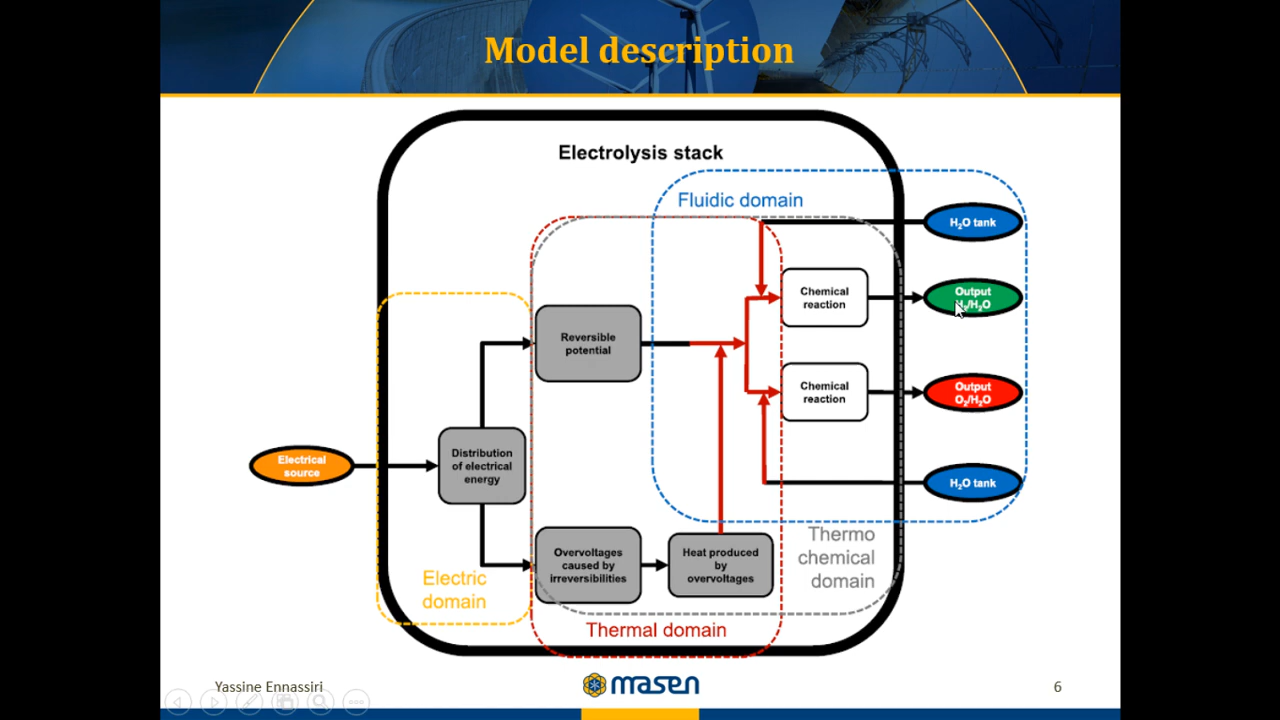 Model description
Electrolysis stack
Fluidic domain
H₂O tank
Chemical
reaction
Output
H₂/H₂O
Reversible
potential
Chemical
reaction
Output
O₂/H₂O
Distribution
of electrical
energy
Electrical
source
H₂O tank
Overvoltages
caused by
irreversibilities
Heat produced
by
overvoltages
Thermo
chemical
domain
Electric
domain
Thermal domain
Yassine Ennassiri
masen
6